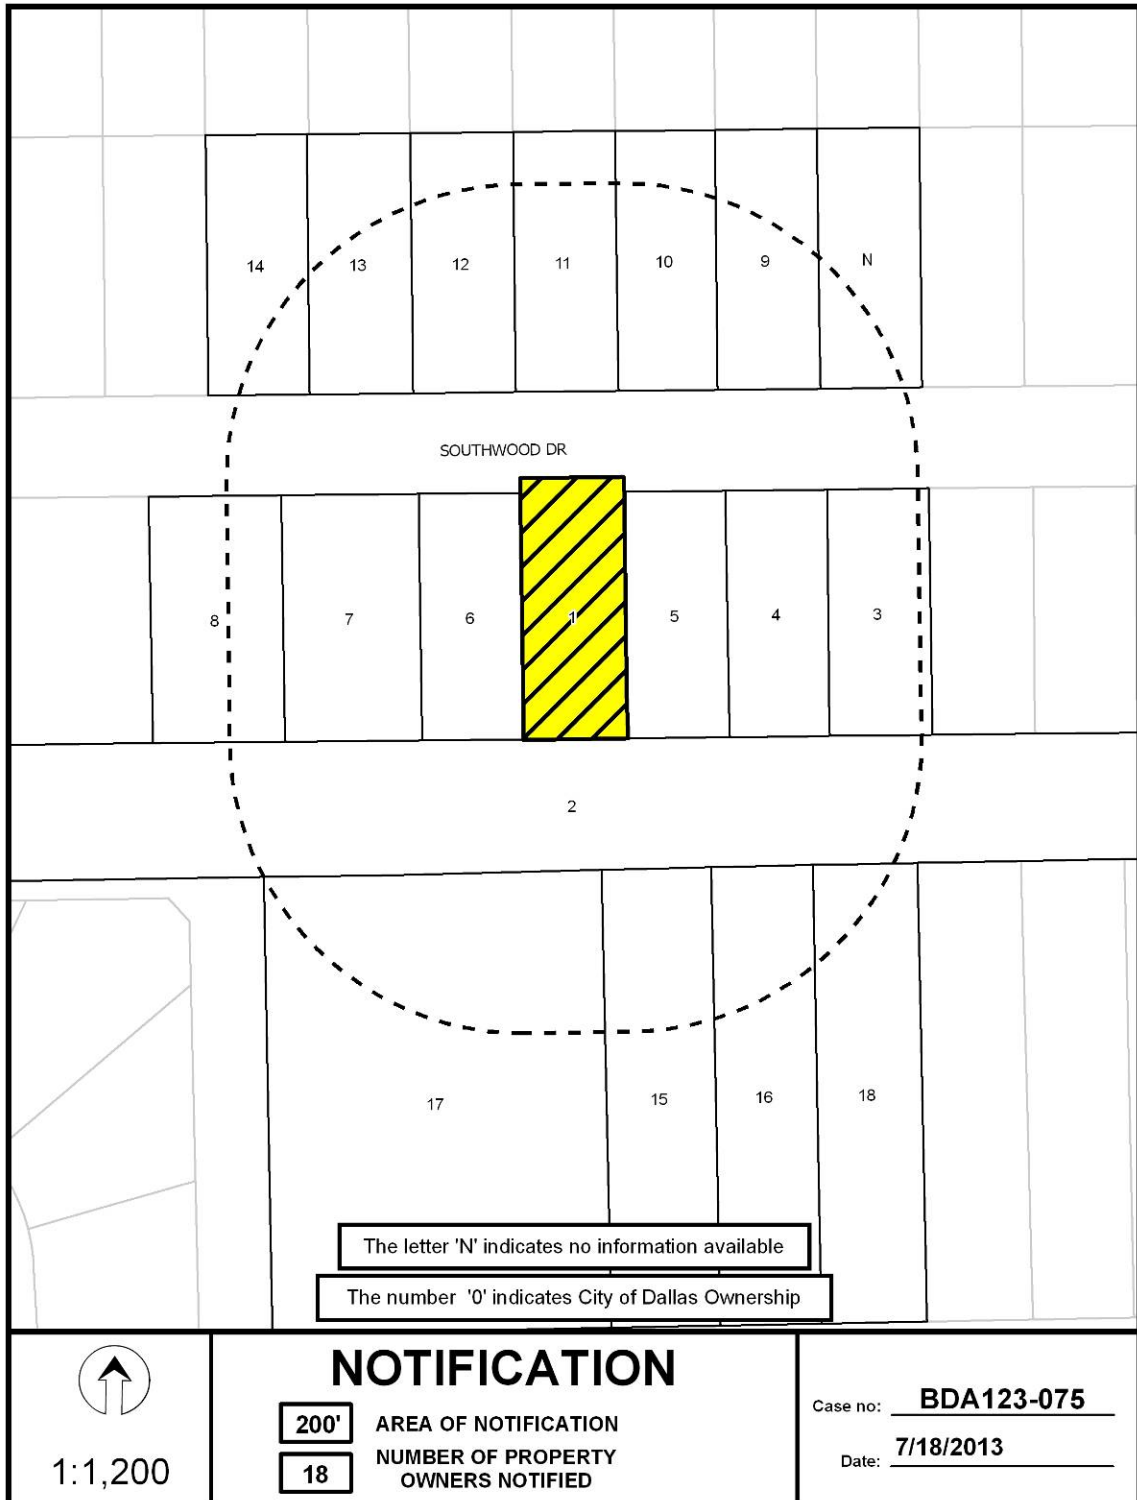 14 13 12 11 10 9 N
SOUTHWOOD DR
8 7 6 1 5 4 3
2
17 15 16 18
The letter 'N' indicates no information available
The number '0' indicates City of Dallas Ownership
1:1,200
NOTIFICATION
200' AREA OF NOTIFICATION
18 NUMBER OF PROPERTY
OWNERS NOTIFIED
Case no: BDA123-075
Date: 7/18/2013